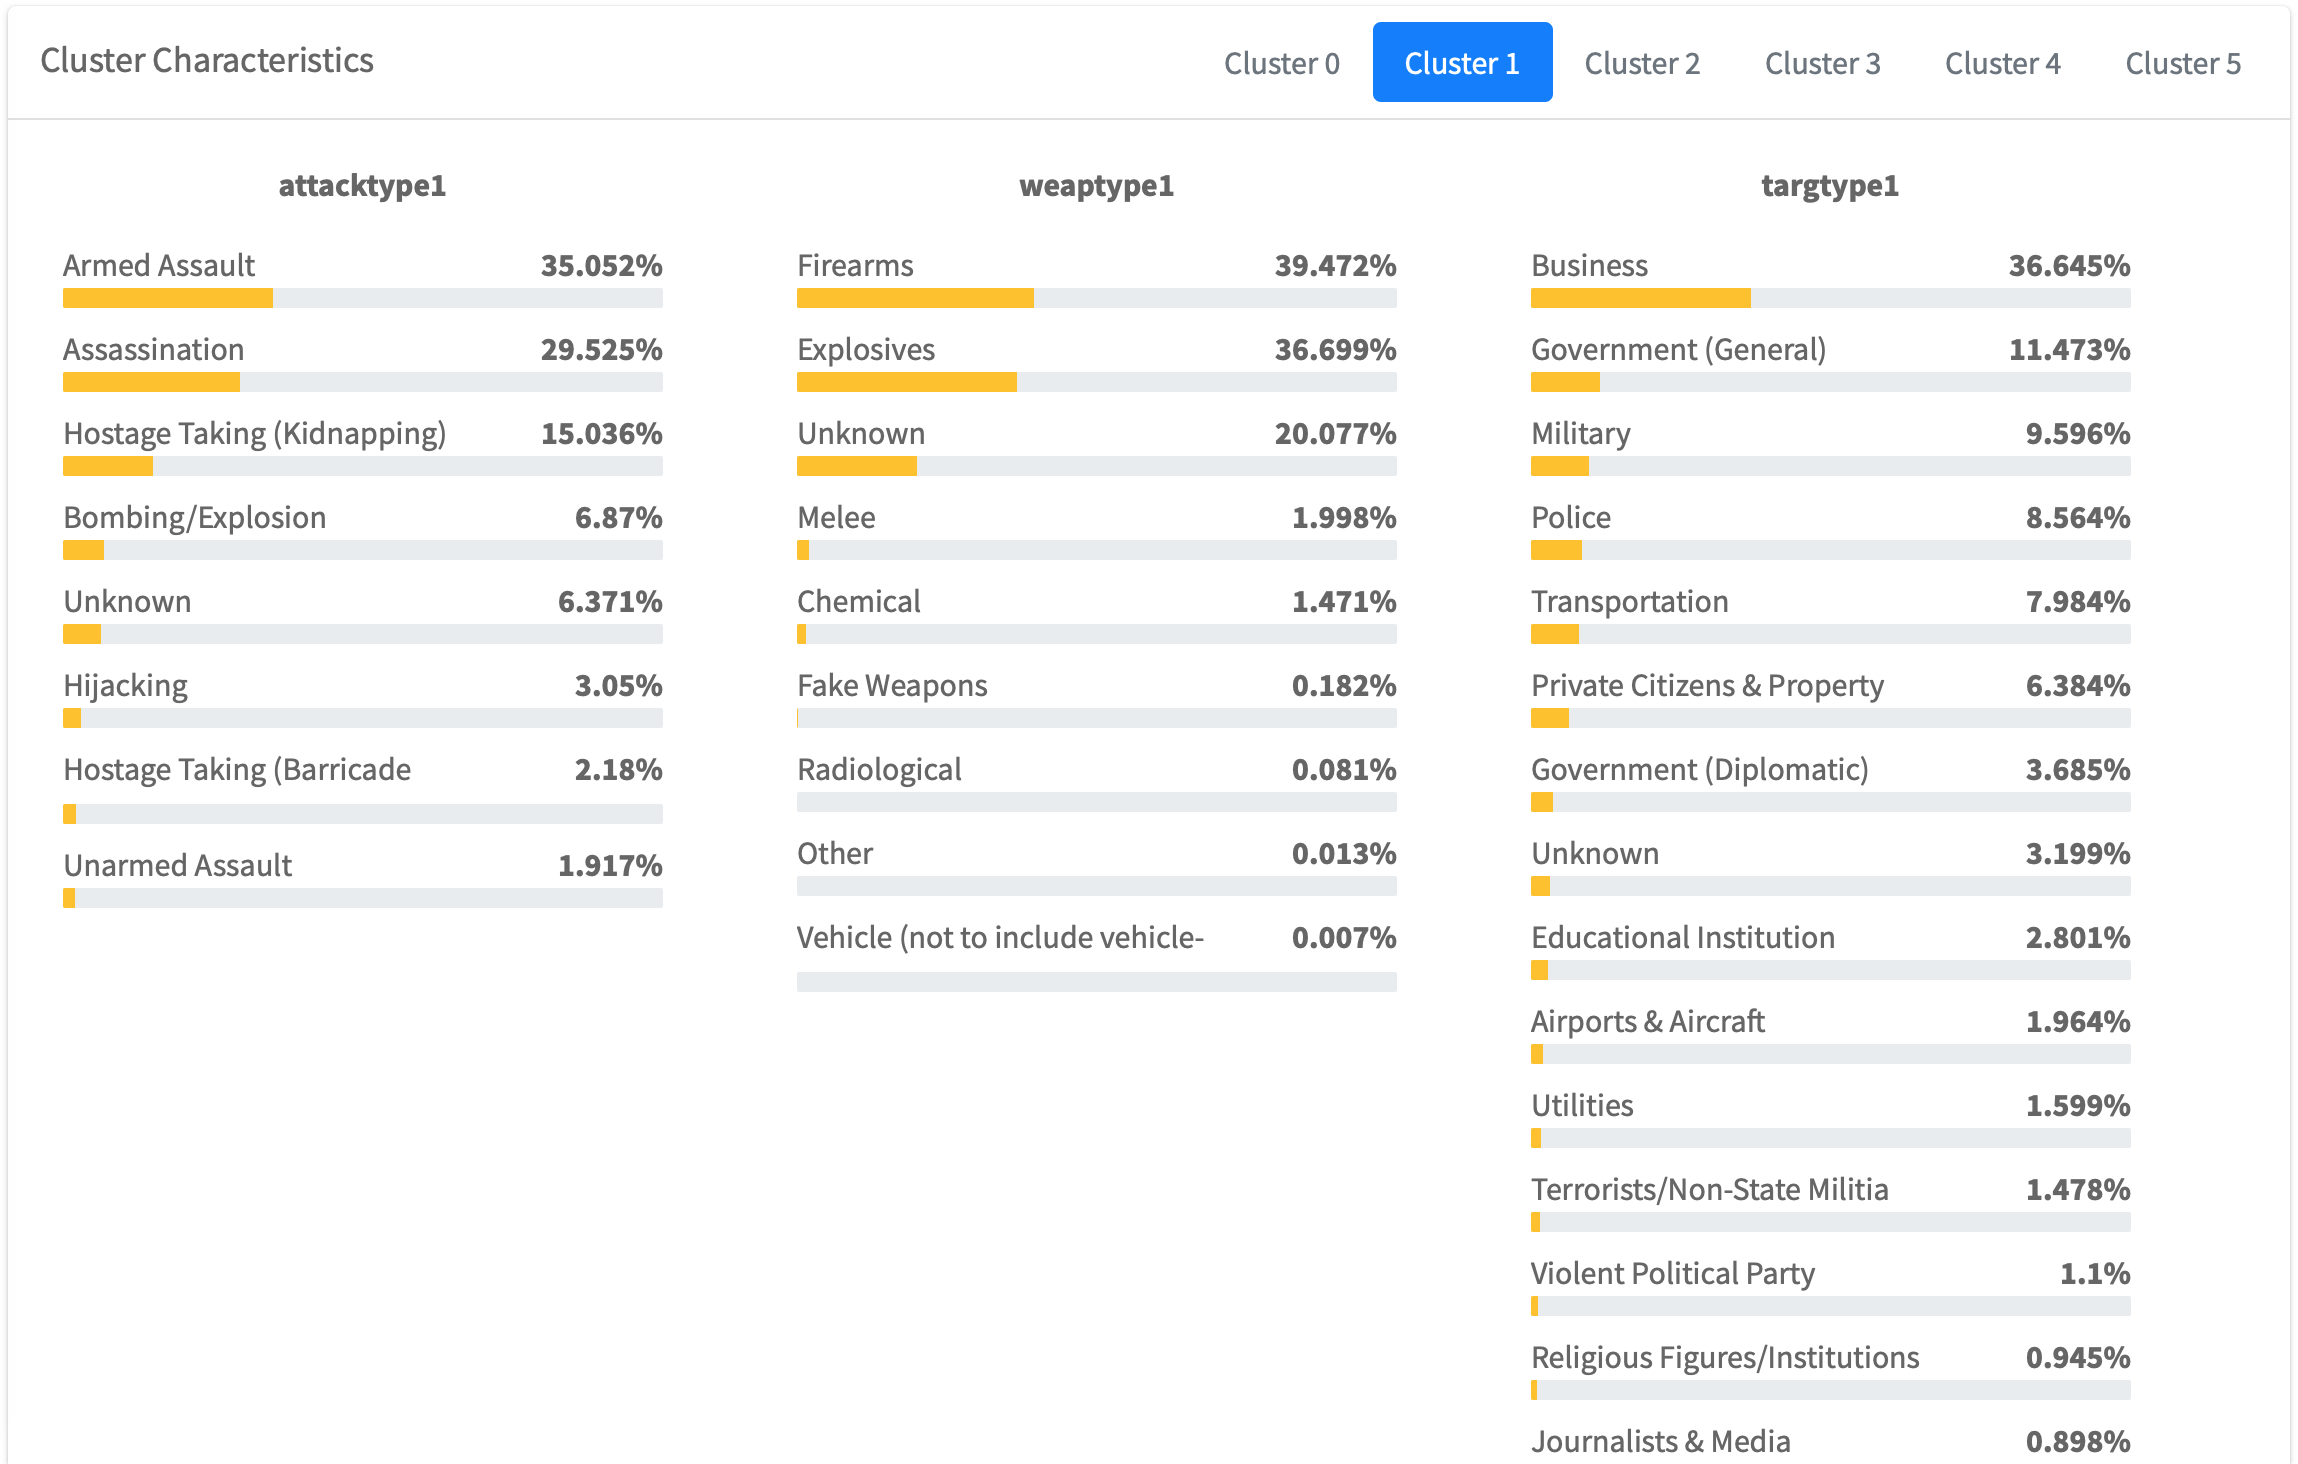 Cluster Characteristics
Cluster 0 Cluster 1 Cluster 2 Cluster 3 Cluster 4 Cluster 5
attacktype1
Armed Assault 35.052%
Assassination 29.525%
Hostage Taking (Kidnapping) 15.036%
Bombing/Explosion 6.87%
Unknown 6.371%
Hijacking 3.05%
Hostage Taking (Barricade 2.18%
Unarmed Assault 1.917%
weaptype1
Firearms 39.472%
Explosives 36.699%
Unknown 20.077%
Melee 1.998%
Chemical 1.471%
Fake Weapons 0.182%
Radiological 0.081%
Other 0.013%
Vehicle (not to include vehicle- 0.007%
targtype1
Business 36.645%
Government (General) 11.473%
Military 9.596%
Police 8.564%
Transportation 7.984%
Private Citizens & Property 6.384%
Government (Diplomatic) 3.685%
Unknown 3.199%
Educational Institution 2.801%
Airports & Aircraft 1.964%
Utilities 1.599%
Terrorists/Non-State Militia 1.478%
Violent Political Party 1.1%
Religious Figures/Institutions 0.945%
Journalists & Media 0.898%